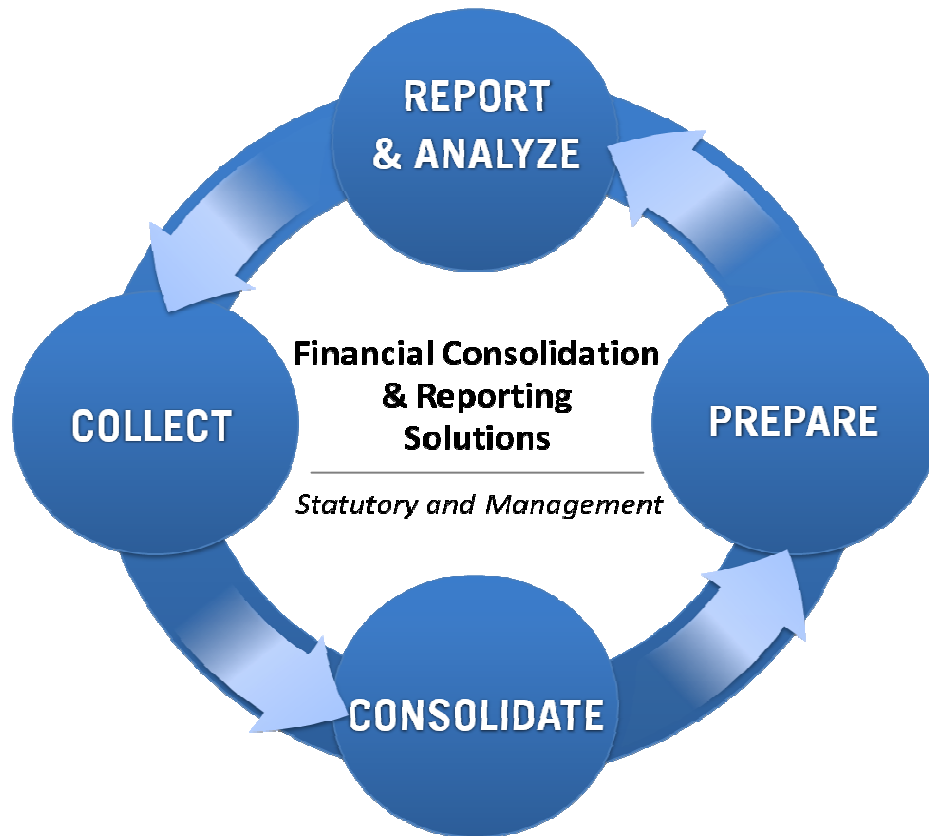 REPORT
& ANALYZE
Financial Consolidation
& Reporting
Solutions
Statutory and Management
COLLECT
PREPARE
CONSOLIDATE